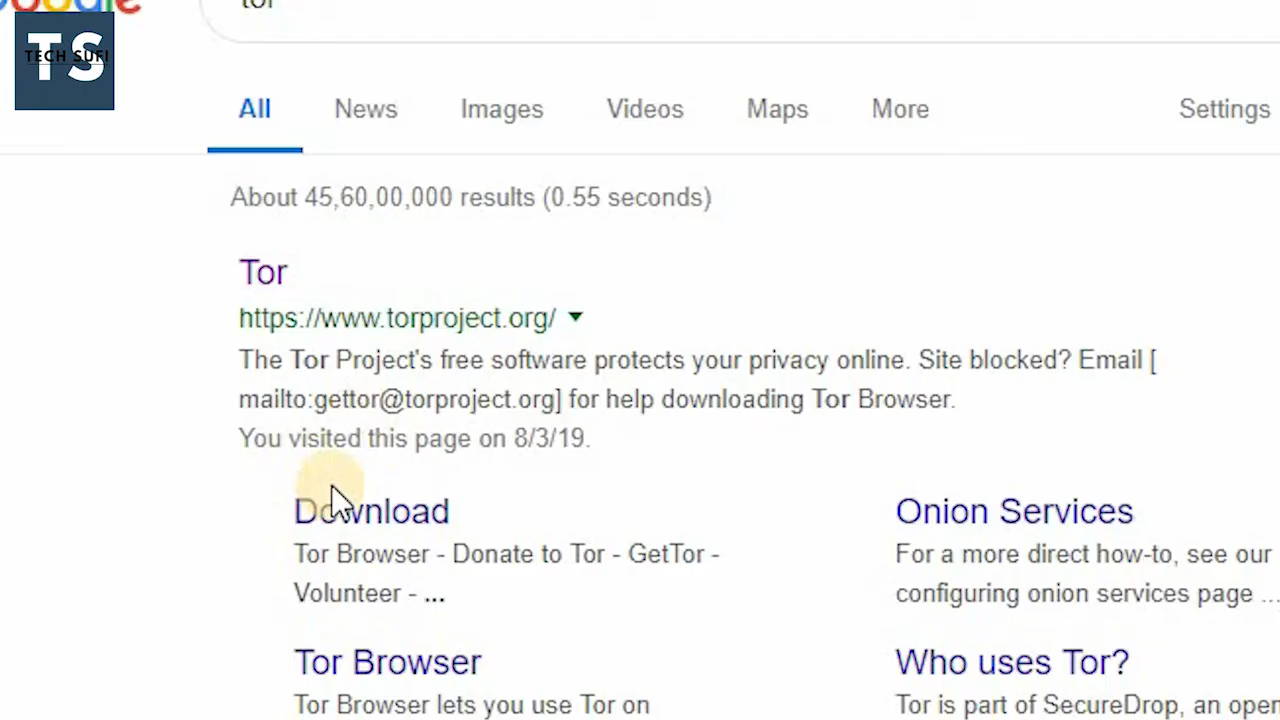 Google
tor
TS
TECH SUFI
All News Images Videos Maps More Settings
About 45,60,00,000 results (0.55 seconds)
Tor
https://www.torproject.org/
The Tor Project's free software protects your privacy online. Site blocked? Email [
mailto:gettor@torproject.org] for help downloading Tor Browser.
You visited this page on 8/3/19.
Download
Tor Browser - Donate to Tor - GetTor -
Volunteer - ...
Onion Services
For a more direct how-to, see our
configuring onion services page ...
Tor Browser
Tor Browser lets you use Tor on
Who uses Tor?
Tor is part of SecureDrop, an open